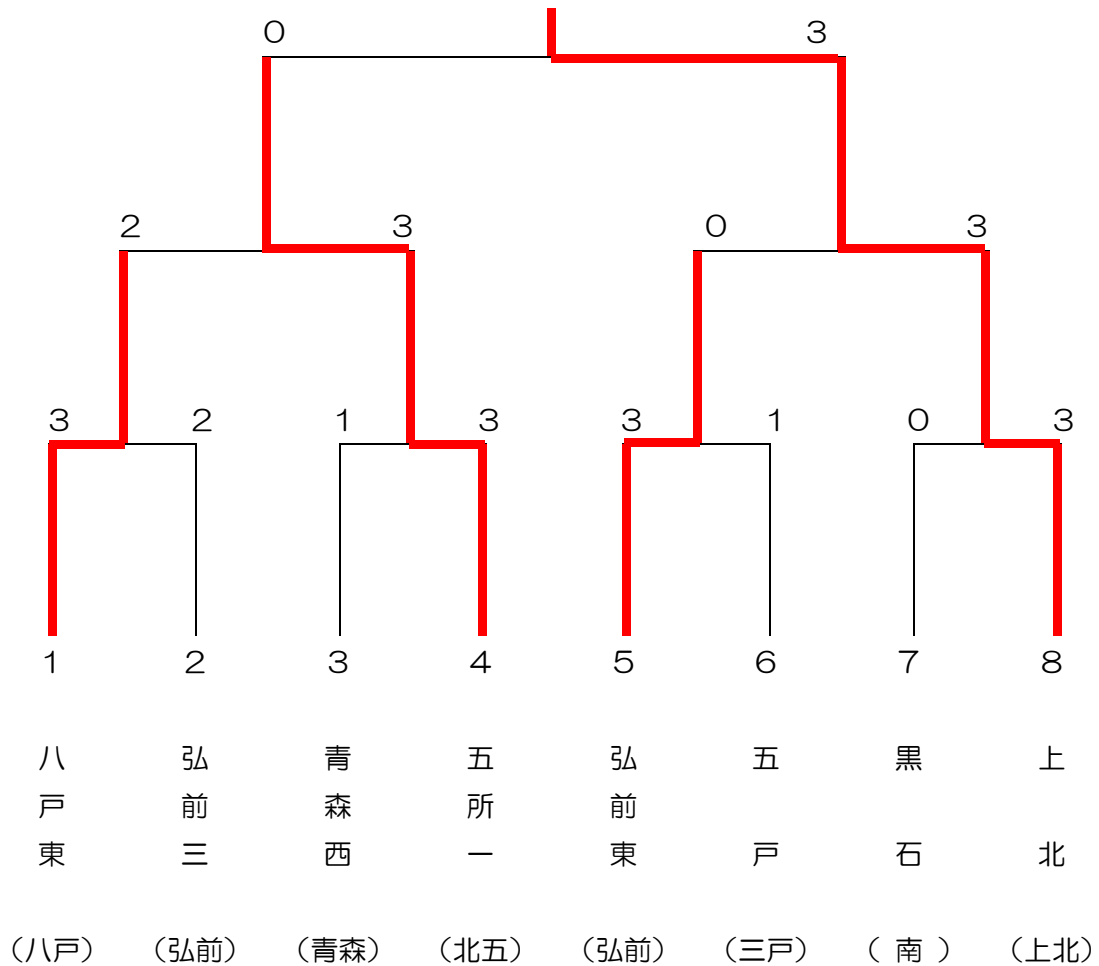 ０ ３
２ ３ ０ ３
３ ２ １ ３ ３ １ ０ ３
１ ２ ３ ４ ５ ６ ７ ８
八戸東 弘前三 青森西 五所一 弘前東 五戸 黒石 上北
（八戸） （弘前） （青森） （北五） （弘前） （三戸） （ 南 ） （上北）